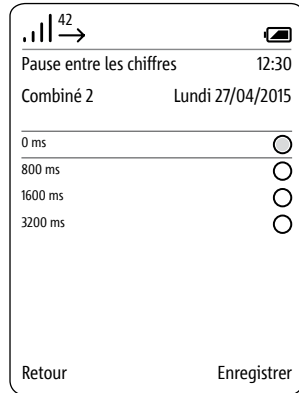 42
Pause entre les chiffres 12:30
Combiné 2 Lundi 27/04/2015
0 ms
800 ms
1600 ms
3200 ms
Retour Enregistrer